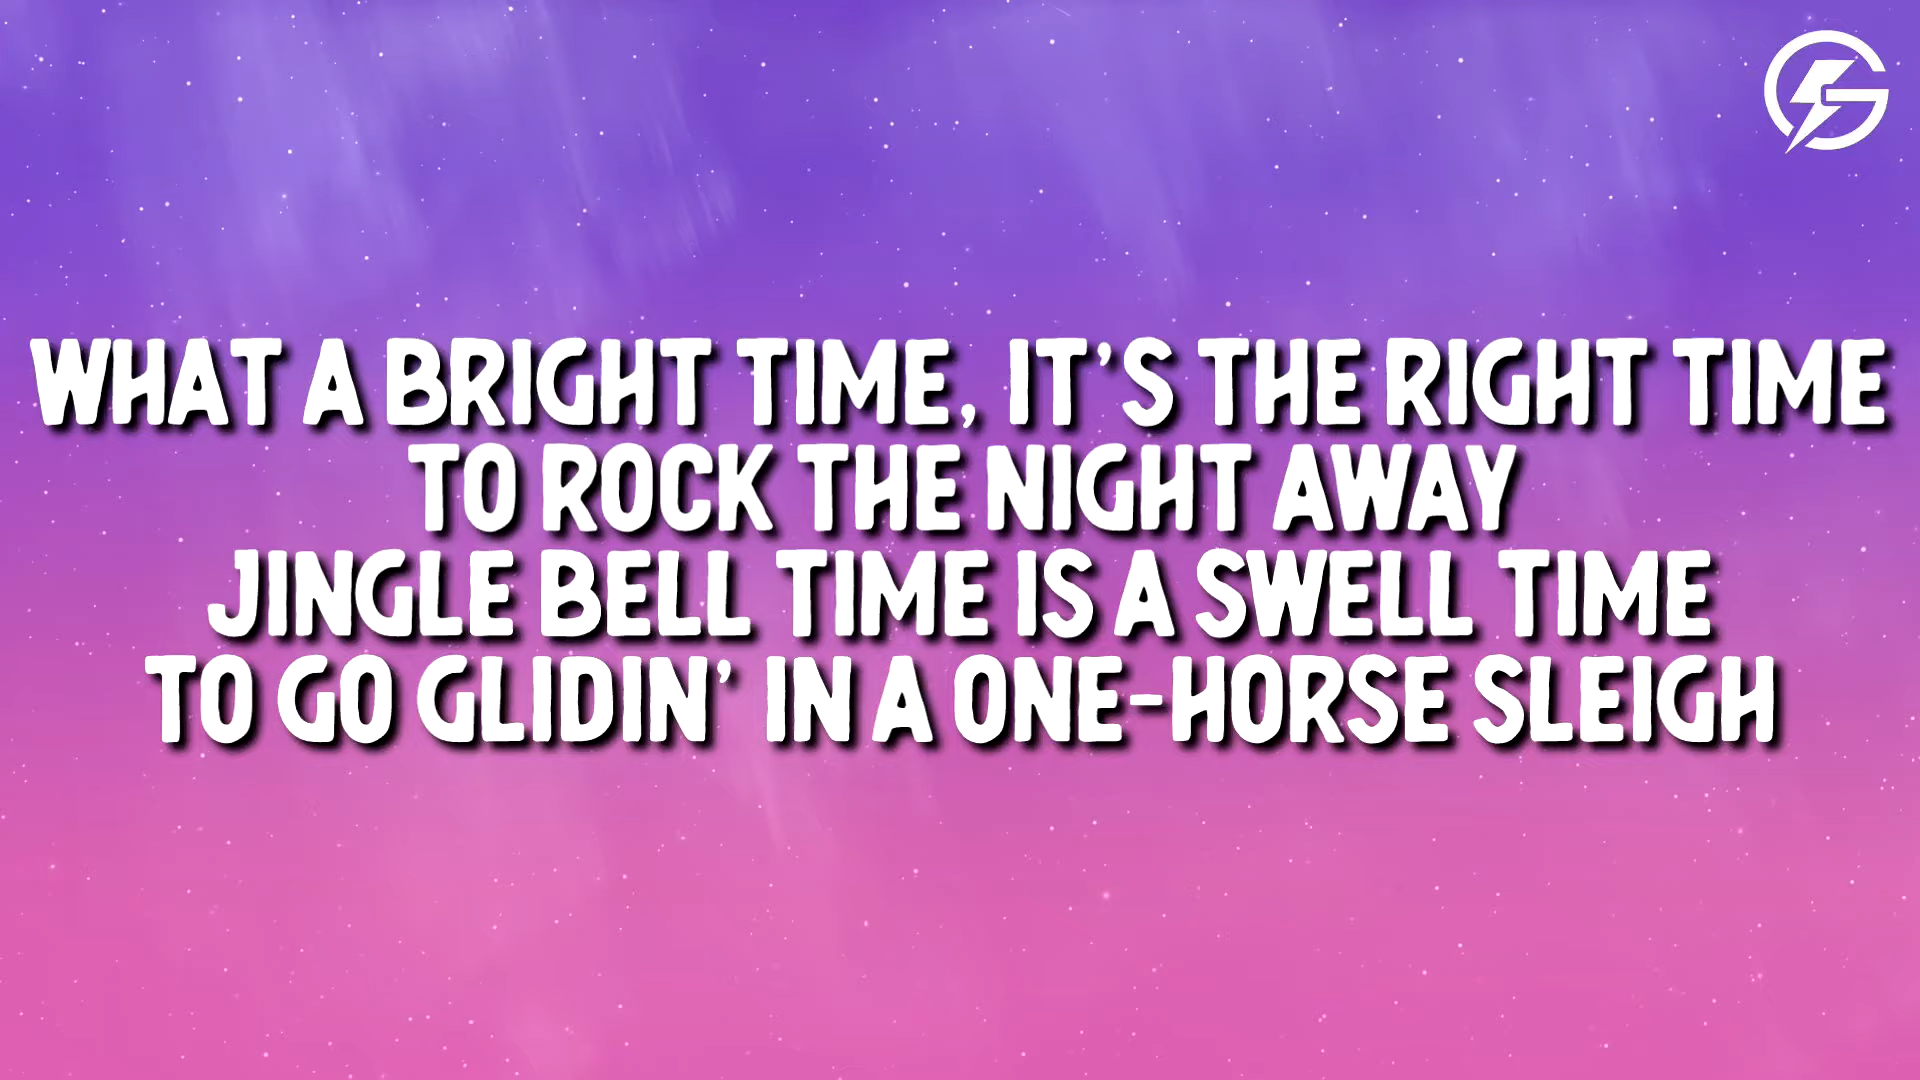 WHAT A BRIGHT TIME, IT'S THE RIGHT TIME
TO ROCK THE NIGHT AWAY
JINGLE BELL TIME IS A SWELL TIME
TO GO GLIDIN' IN A ONE-HORSE SLEIGH